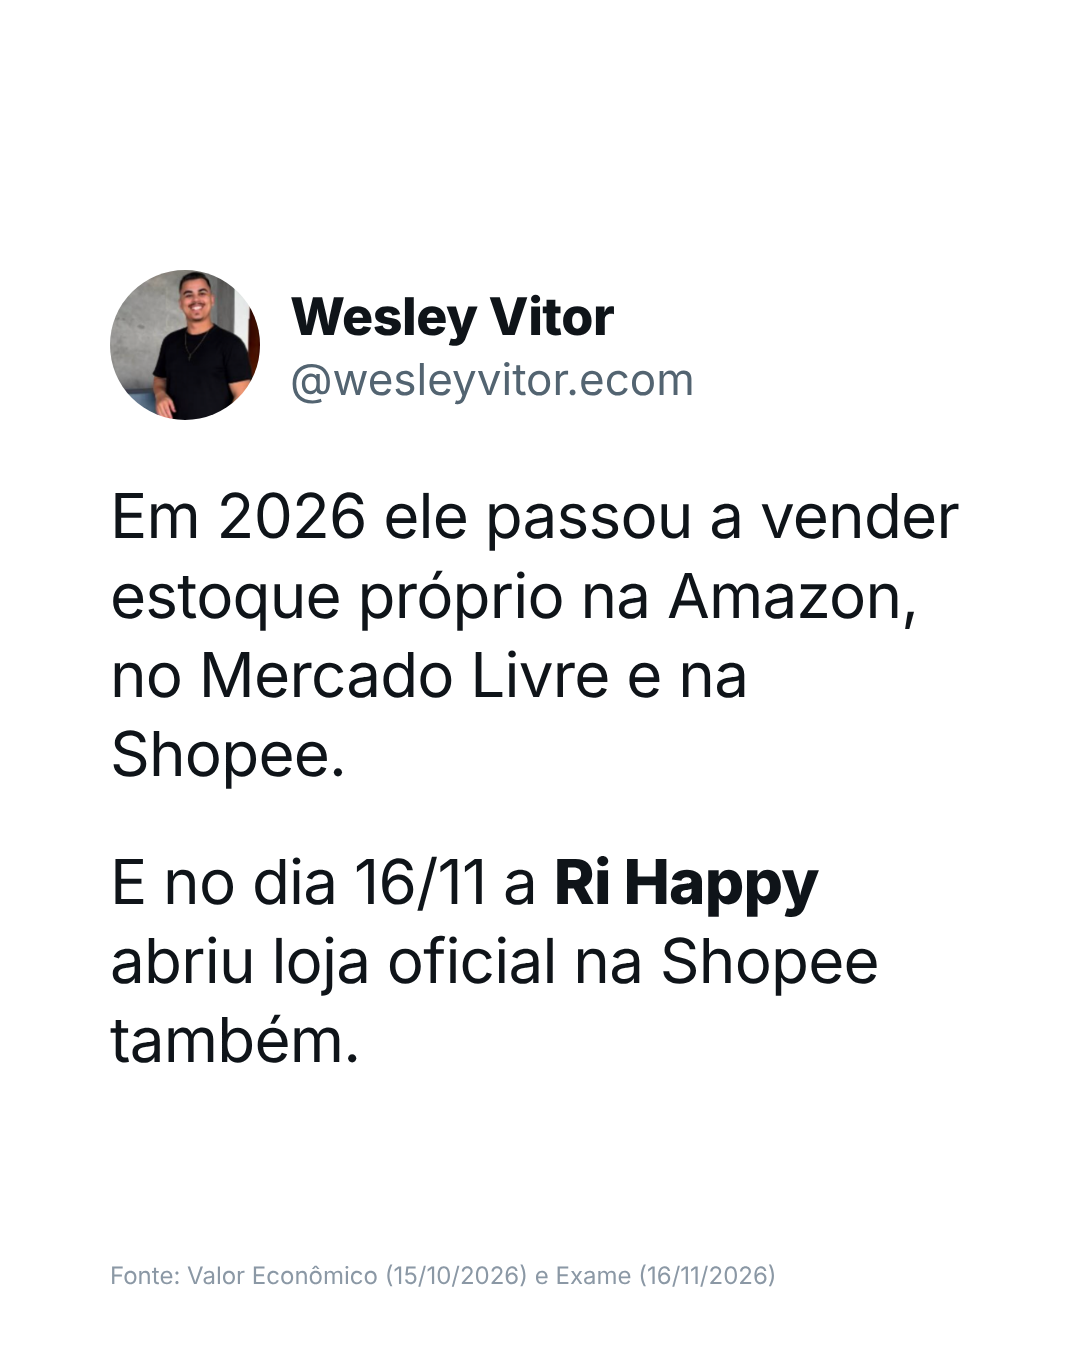 Wesley Vitor
@wesleyvitor.ecom
Em 2026 ele passou a vender
estoque próprio na Amazon,
no Mercado Livre e na
Shopee.
E no dia 16/11 a Ri Happy
abriu loja oficial na Shopee
também.
Fonte: Valor Econômico (15/10/2026) e Exame (16/11/2026)